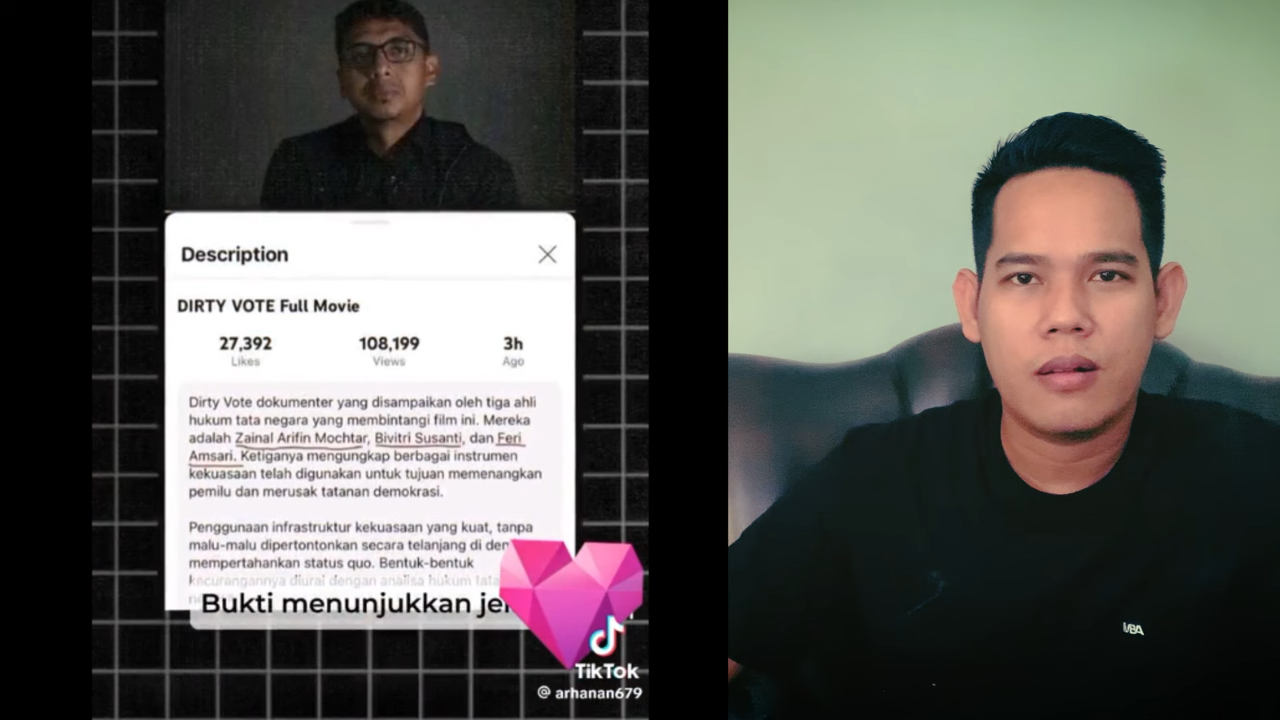 Description
DIRTY VOTE Full Movie
27,392 108,199 3h
Likes Views Ago
Dirty Vote dokumenter yang disampaikan oleh tiga ahli
hukum tata negara yang membintangi film ini. Mereka
adalah Zainal Arifin Mochtar, Bivitri Susanti, dan Feri
Amsari. Ketiganya mengungkap berbagai instrumen
kekuasaan telah digunakan untuk tujuan memenangkan
pemilu dan merusak tatanan demokrasi.
Penggunaan infrastruktur kekuasaan yang kuat, tanpa
malu-malu dipertontonkan secara telanjang di
mempertahankan status quo. Bentuk-bentuk
kecurangannya diurai dengan analisa hukum tata
Bukti menunjukkan
TikTok
@ arhanan679